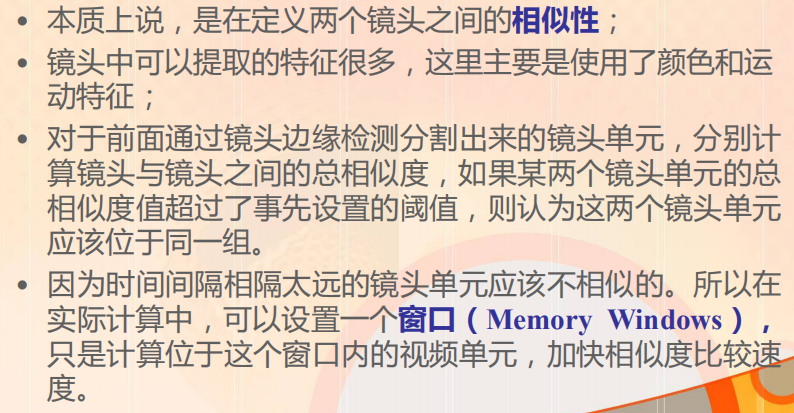 • 本质上说，是在定义两个镜头之间的相似性；
• 镜头中可以提取的特征很多，这里主要是使用了颜色和运
动特征；
• 对于前面通过镜头边缘检测分割出来的镜头单元，分别计
算镜头与镜头之间的总相似度，如果某两个镜头单元的总
相似度值超过了事先设置的阈值，则认为这两个镜头单元
应该位于同一组。
• 因为时间间隔相隔太远的镜头单元应该不相似的。所以在
实际计算中，可以设置一个窗口（Memory Windows），
只是计算位于这个窗口内的视频单元，加快相似度比较速
度。